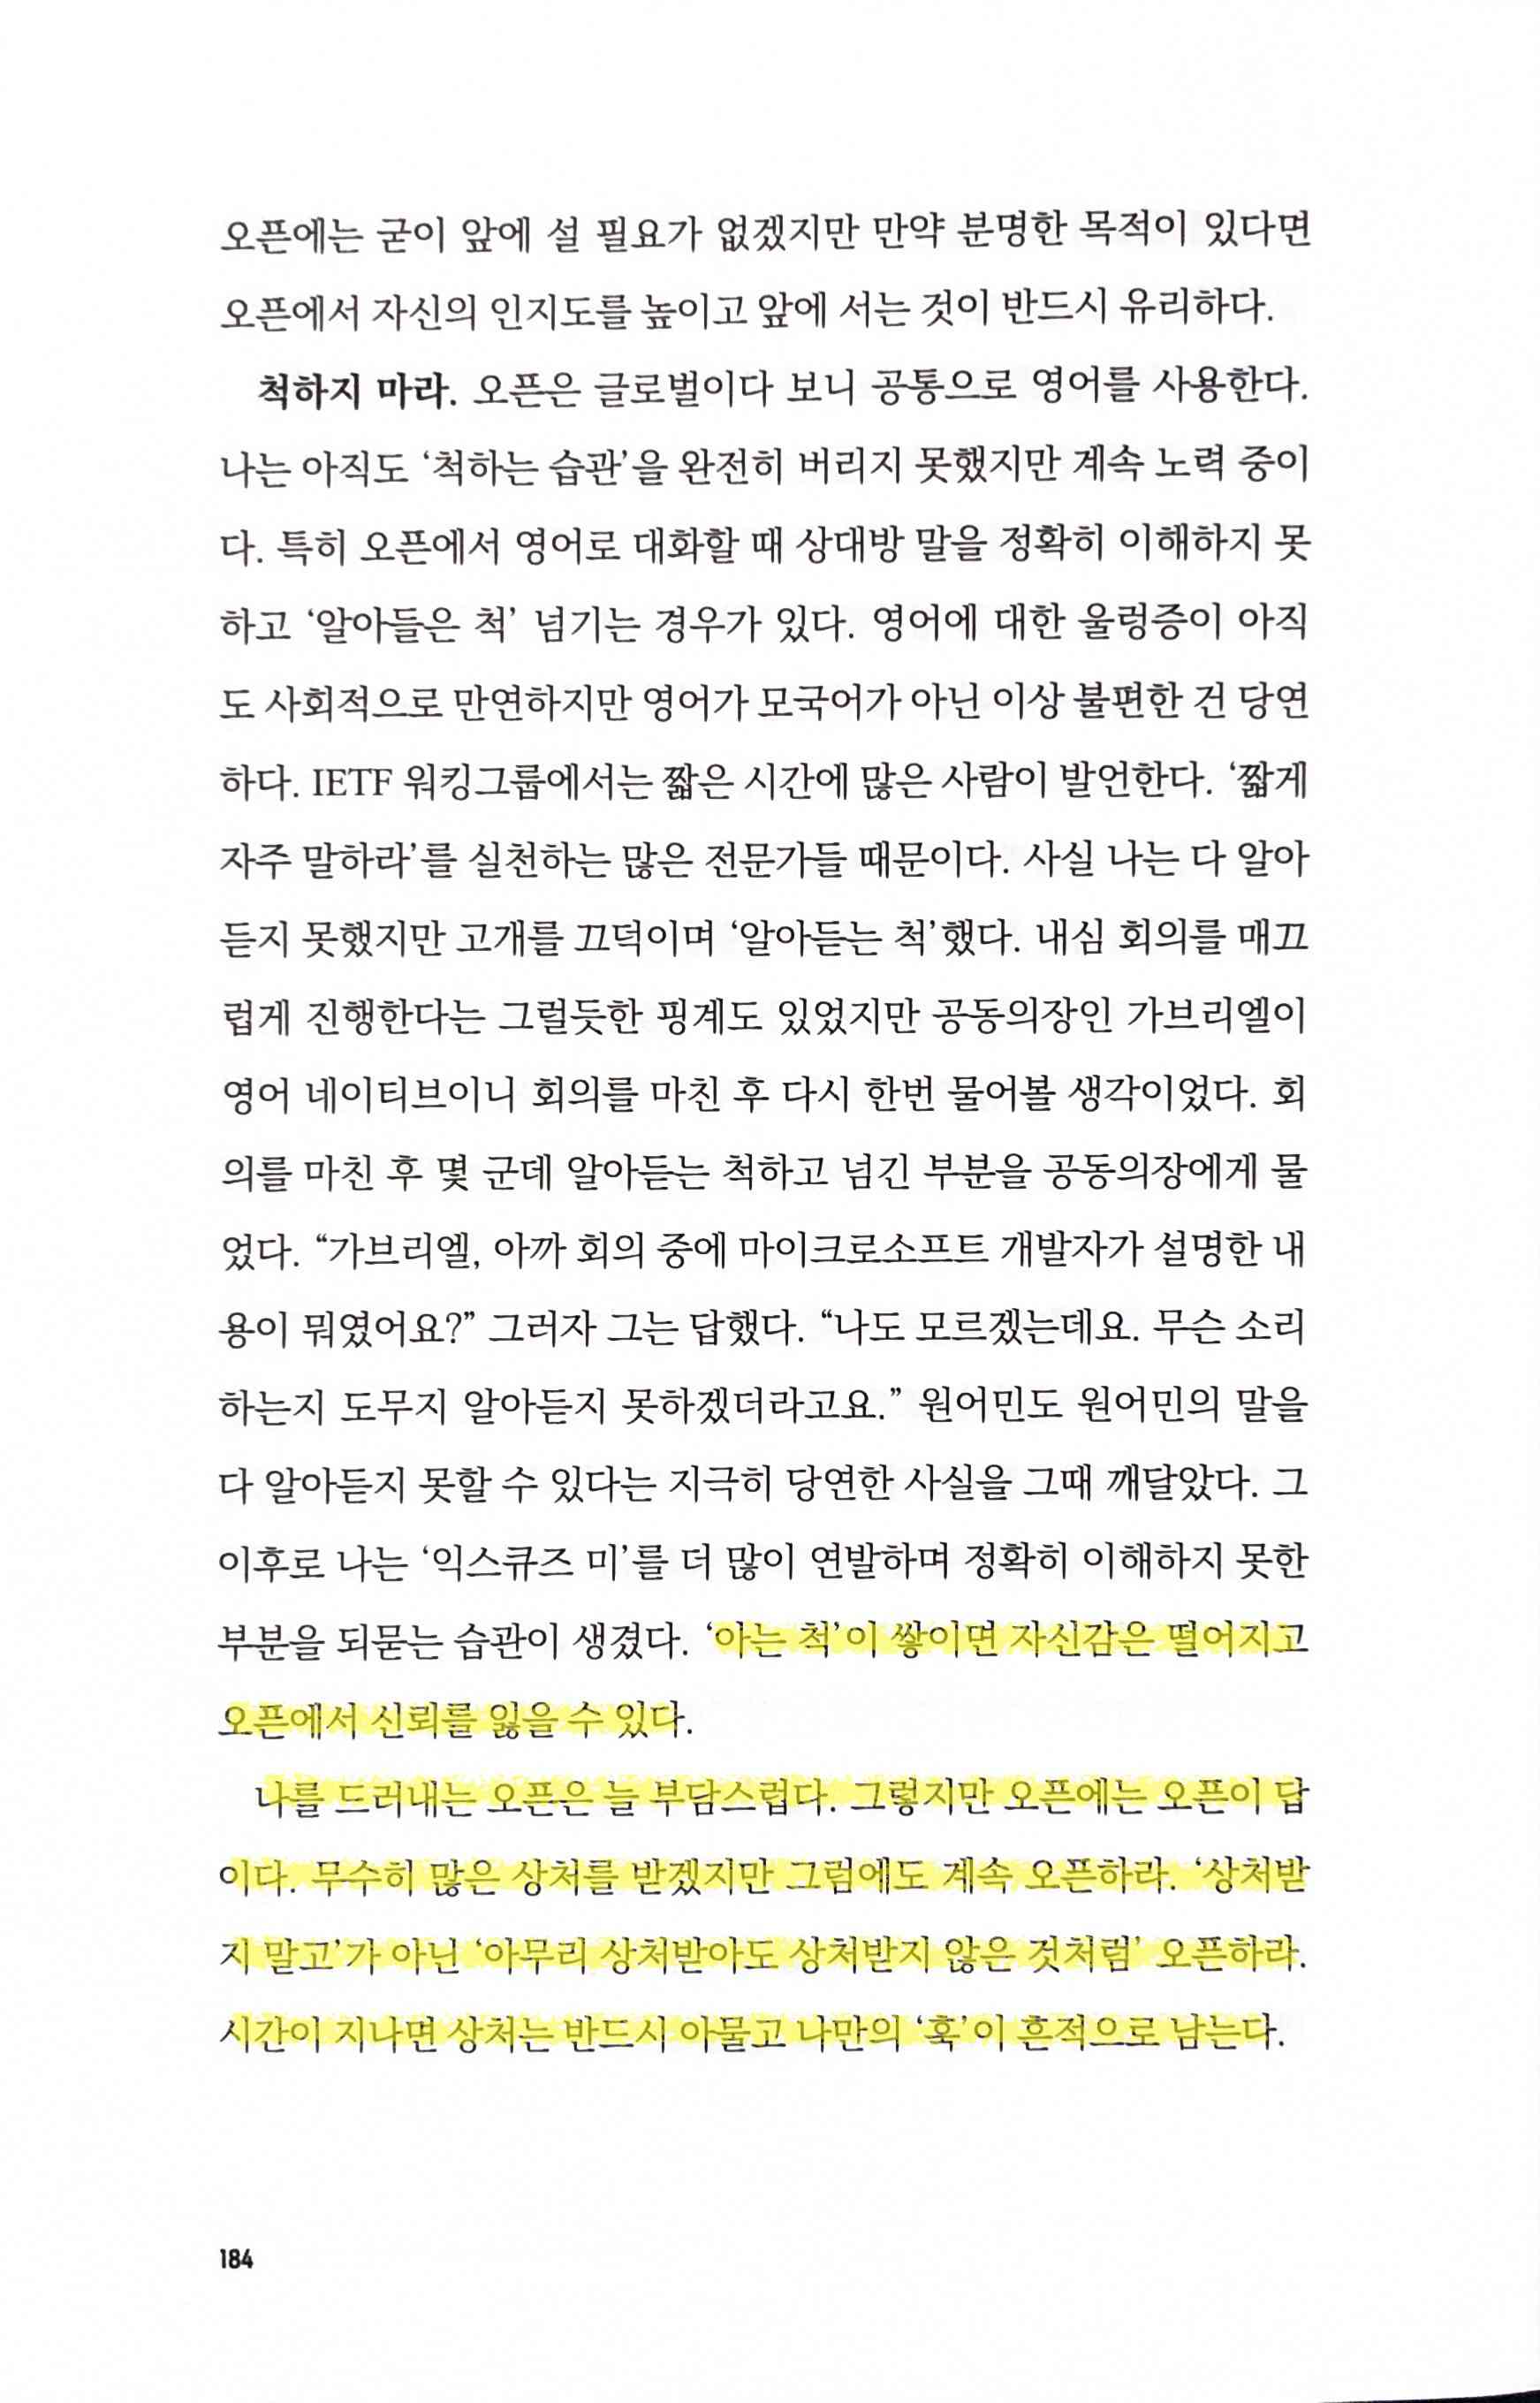 오픈에는 굳이 앞에 설 필요가 없겠지만 만약 분명한 목적이 있다면
오픈에서 자신의 인지도를 높이고 앞에 서는 것이 반드시 유리하다.
척하지 마라. 오픈은 글로벌이다 보니 공통으로 영어를 사용한다.
나는 아직도 ‘척하는 습관’을 완전히 버리지 못했지만 계속 노력 중이
다. 특히 오픈에서 영어로 대화할 때 상대방 말을 정확히 이해하지 못
하고 ‘알아들은 척’ 넘기는 경우가 있다. 영어에 대한 울렁증이 아직
도 사회적으로 만연하지만 영어가 모국어가 아닌 이상 불편한 건 당연
하다. IETF 워킹그룹에서는 짧은 시간에 많은 사람이 발언한다. ‘짧게
자주 말하라’를 실천하는 많은 전문가들 때문이다. 사실 나는 다 알아
듣지 못했지만 고개를 끄덕이며 ‘알아듣는 척’했다. 내심 회의를 매끄
럽게 진행한다는 그럴듯한 핑계도 있었지만 공동의장인 가브리엘이
영어 네이티브이니 회의를 마친 후 다시 한번 물어볼 생각이었다. 회
의를 마친 후 몇 군데 알아듣는 척하고 넘긴 부분을 공동의장에게 물
었다. “가브리엘, 아까 회의 중에 마이크로소프트 개발자가 설명한 내
용이 뭐였어요?” 그러자 그는 답했다. “나도 모르겠는데요. 무슨 소리
하는지 도무지 알아듣지 못하겠더라고요.” 원어민도 원어민의 말을
다 알아듣지 못할 수 있다는 지극히 당연한 사실을 그때 깨달았다. 그
이후로 나는 ‘익스큐즈 미’를 더 많이 연발하며 정확히 이해하지 못한
부분을 되묻는 습관이 생겼다. ‘아는 척’이 쌓이면 자신감은 떨어지고
오픈에서 신뢰를 잃을 수 있다.
나를 드러내는 오픈은 늘 부담스럽다. 그렇지만 오픈에는 오픈이 답
이다. 무수히 많은 상처를 받겠지만 그럼에도 계속 오픈하라. ‘상처받
지 말고’가 아닌 ‘아무리 상처받아도 상처받지 않은 것처럼’ 오픈하라.
시간이 지나면 상처는 반드시 아물고 나만의 ‘훅’이 흔적으로 남는다.
184